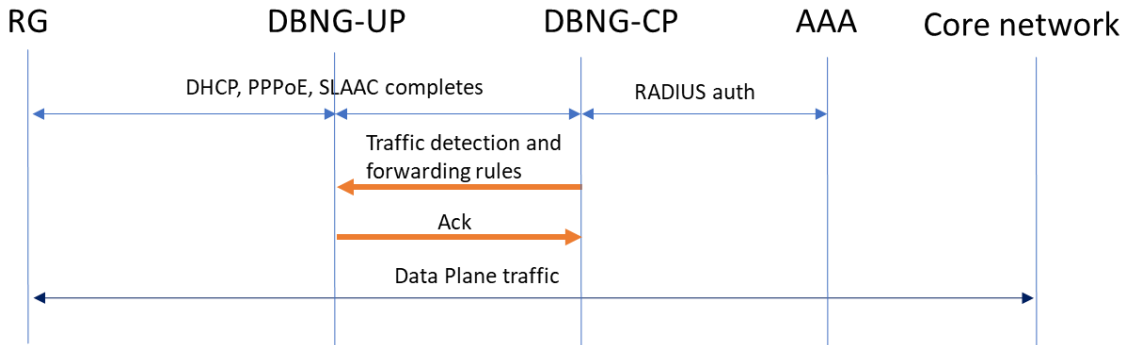 RG DBNG-UP DBNG-CP AAA Core network
DHCP, PPPoE, SLAAC completes RADIUS auth
Traffic detection and
forwarding rules
Ack
Data Plane traffic